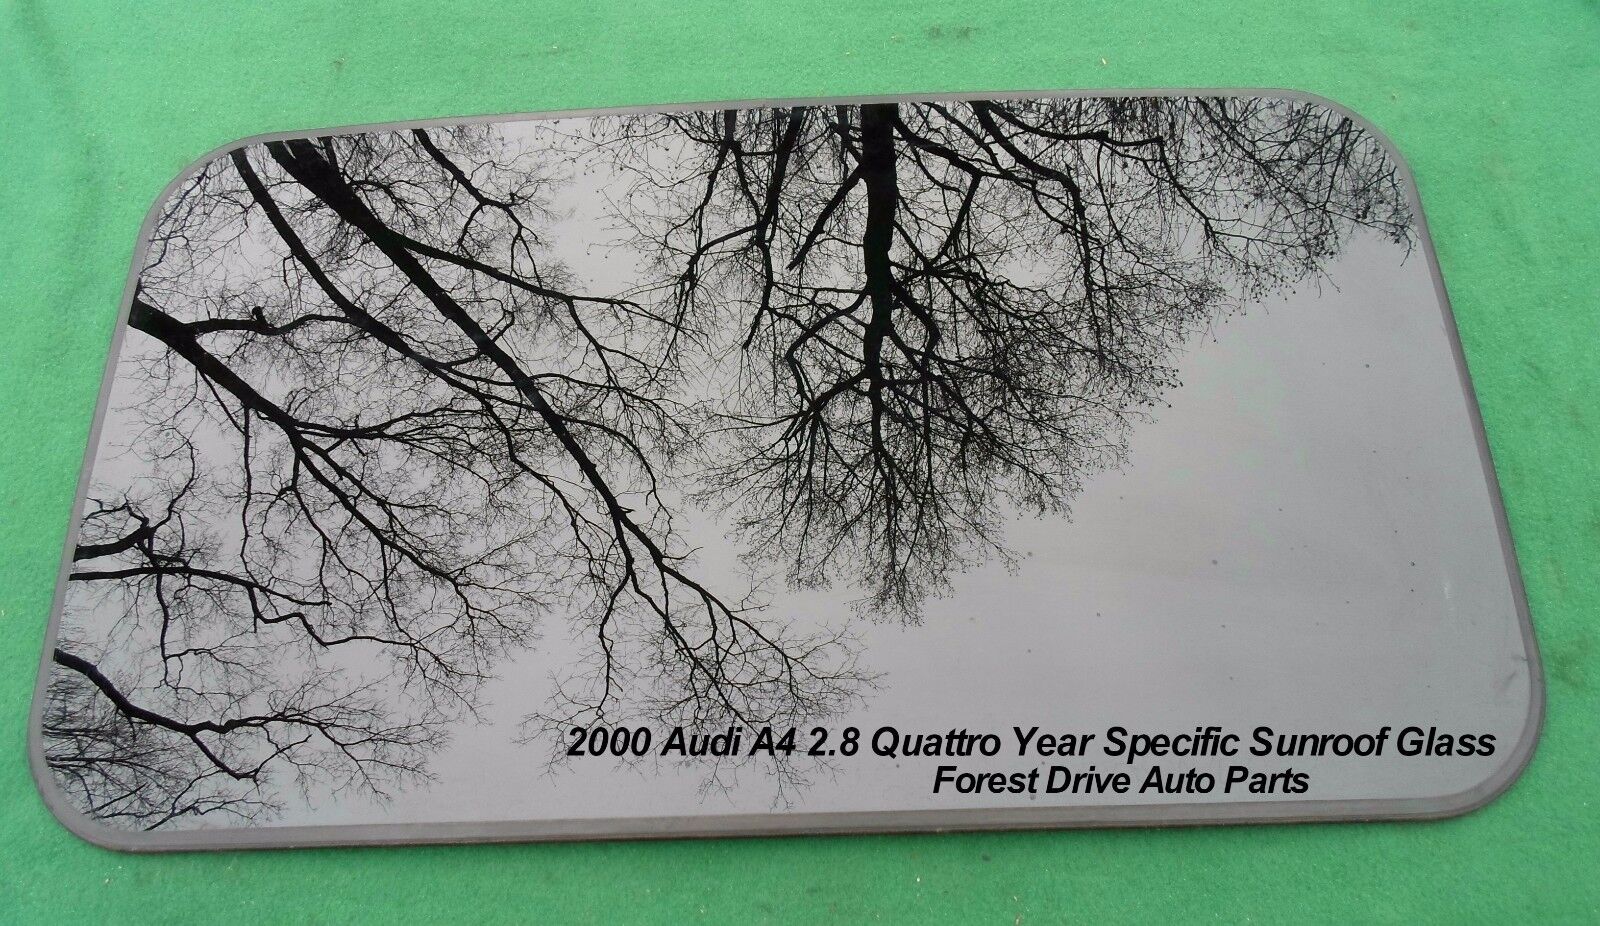 2000 Audi A4 2.8 Quattro Year Specific Sunroof Glass
Forest Drive Auto Parts